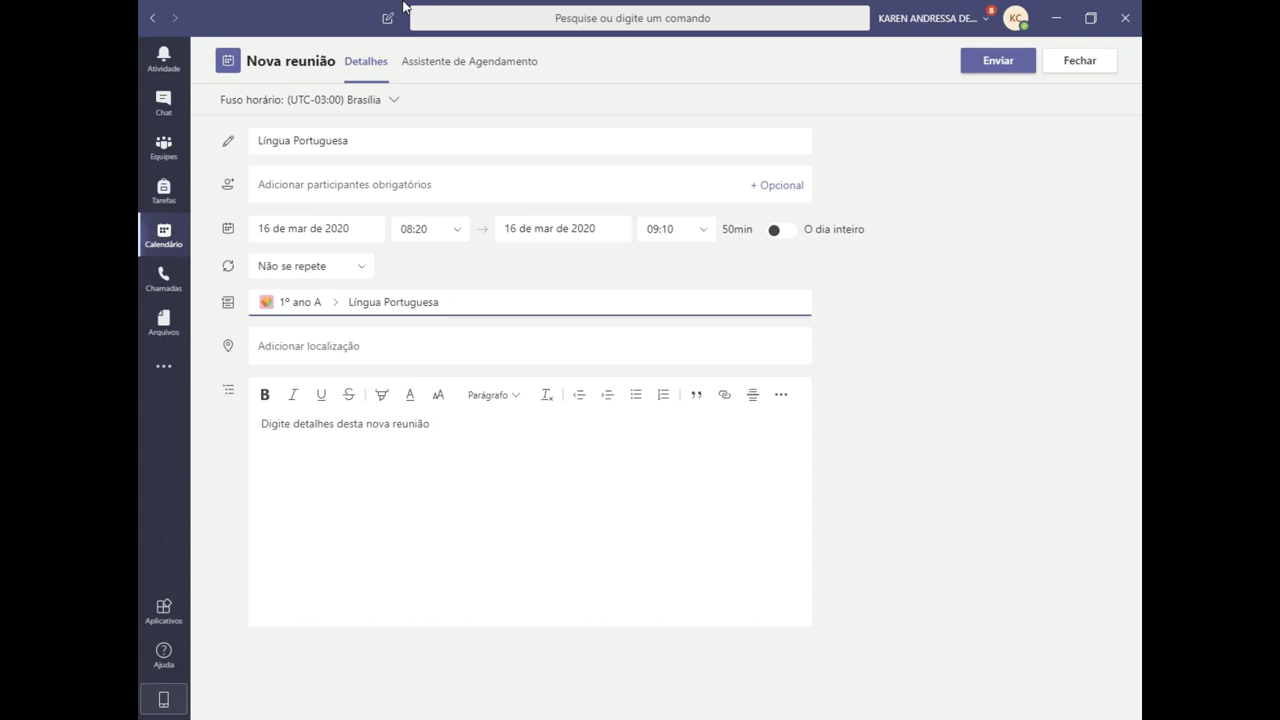 Pesquise ou digite um comando
KAREN ANDRESSA DE...
8
KC
Atividade
Chat
Equipes
Tarefas
Calendário
Chamadas
Arquivos
Aplicativos
Ajuda
Nova reunião Detalhes Assistente de Agendamento Enviar Fechar
Fuso horário: (UTC-03:00) Brasília
Língua Portuguesa
Adicionar participantes obrigatórios + Opcional
16 de mar de 2020 08:20 → 16 de mar de 2020 09:10 50min O dia inteiro
Não se repete
1º ano A > Língua Portuguesa
Adicionar localização
B I U S A AA Parágrafo
Digite detalhes desta nova reunião